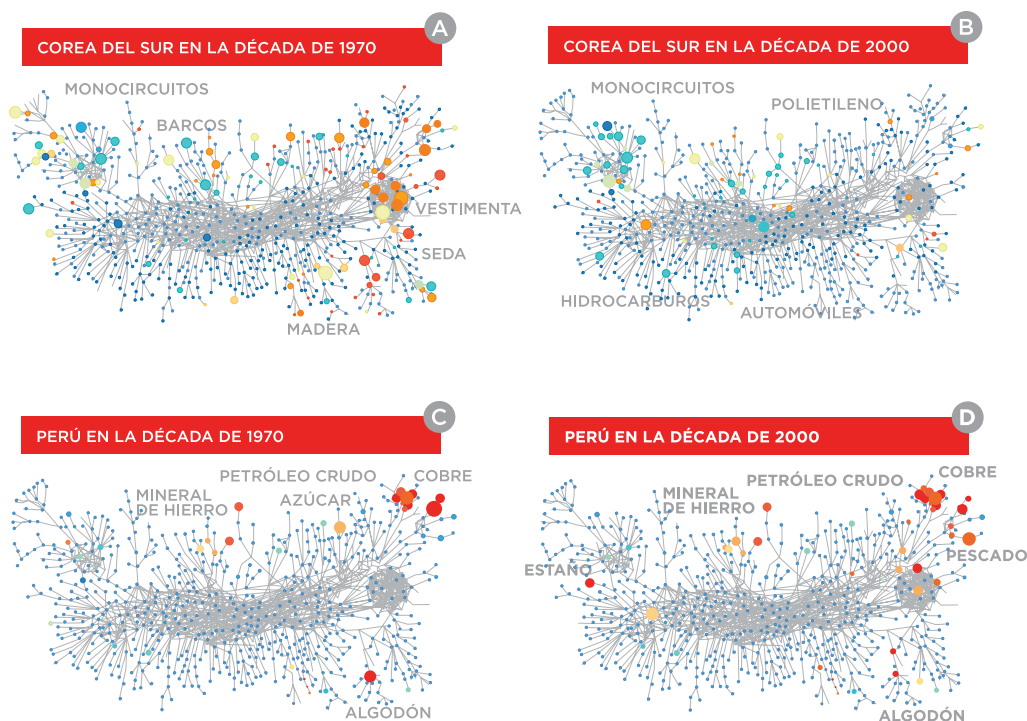 A
COREA DEL SUR EN LA DÉCADA DE 1970
MONOCIRCUITOS
BARCOS
VESTIMENTA
SEDA
MADERA
B
COREA DEL SUR EN LA DÉCADA DE 2000
MONOCIRCUITOS
POLIETILENO
HIDROCARBUROS
AUTOMÓVILES
C
PERÚ EN LA DÉCADA DE 1970
PETRÓLEO CRUDO
COBRE
MINERAL
DE HIERRO
AZÚCAR
ALGODÓN
D
PERÚ EN LA DÉCADA DE 2000
COBRE
PETRÓLEO CRUDO
MINERAL
DE HIERRO
PESCADO
ESTAÑO
ALGODÓN